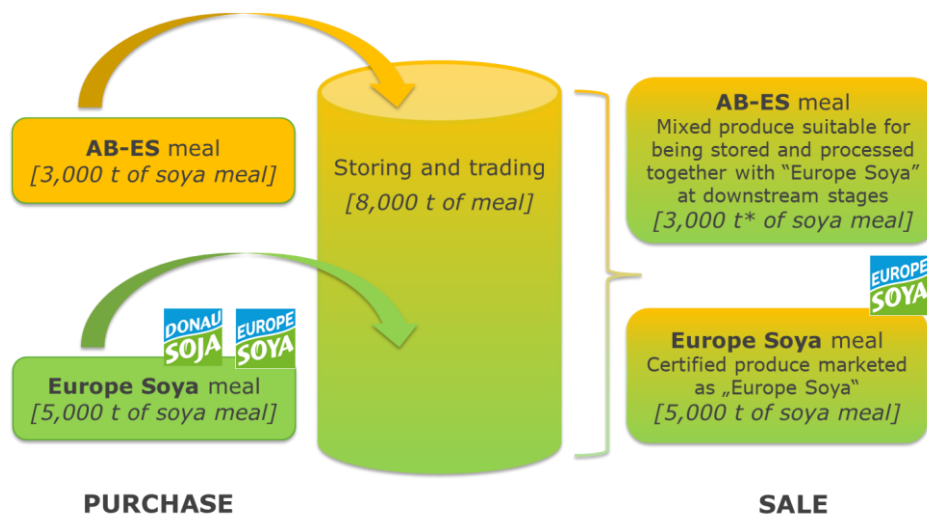 AB-ES meal
[3,000 t of soya meal]
DONAU
SOJA
EUROPE
SOYA
Europe Soya meal
[5,000 t of soya meal]
PURCHASE
Storing and trading
[8,000 t of meal]
AB-ES meal
Mixed produce suitable for
being stored and processed
together with “Europe Soya”
at downstream stages
[3,000 t* of soya meal]
EUROPE
SOYA
Europe Soya meal
Certified produce marketed
as „Europe Soya“
[5,000 t of soya meal]
SALE